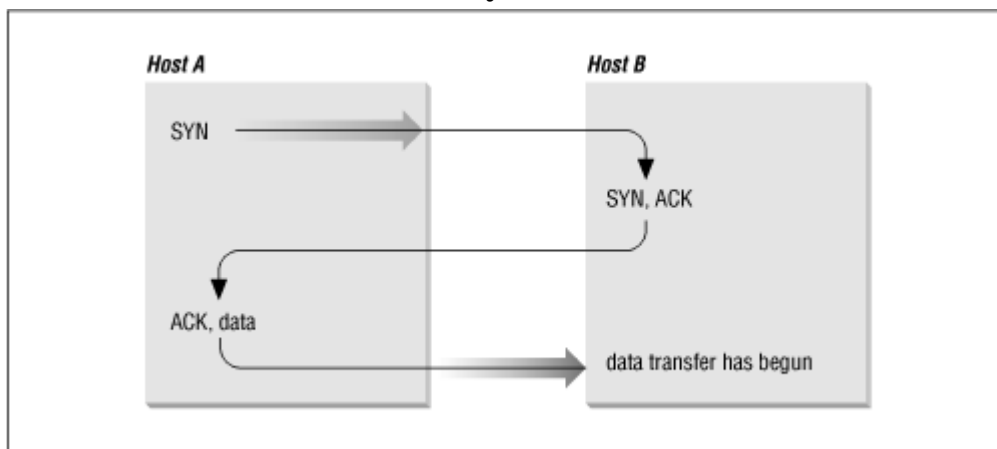 Host A
Host B
SYN
SYN, ACK
ACK, data
data transfer has begun